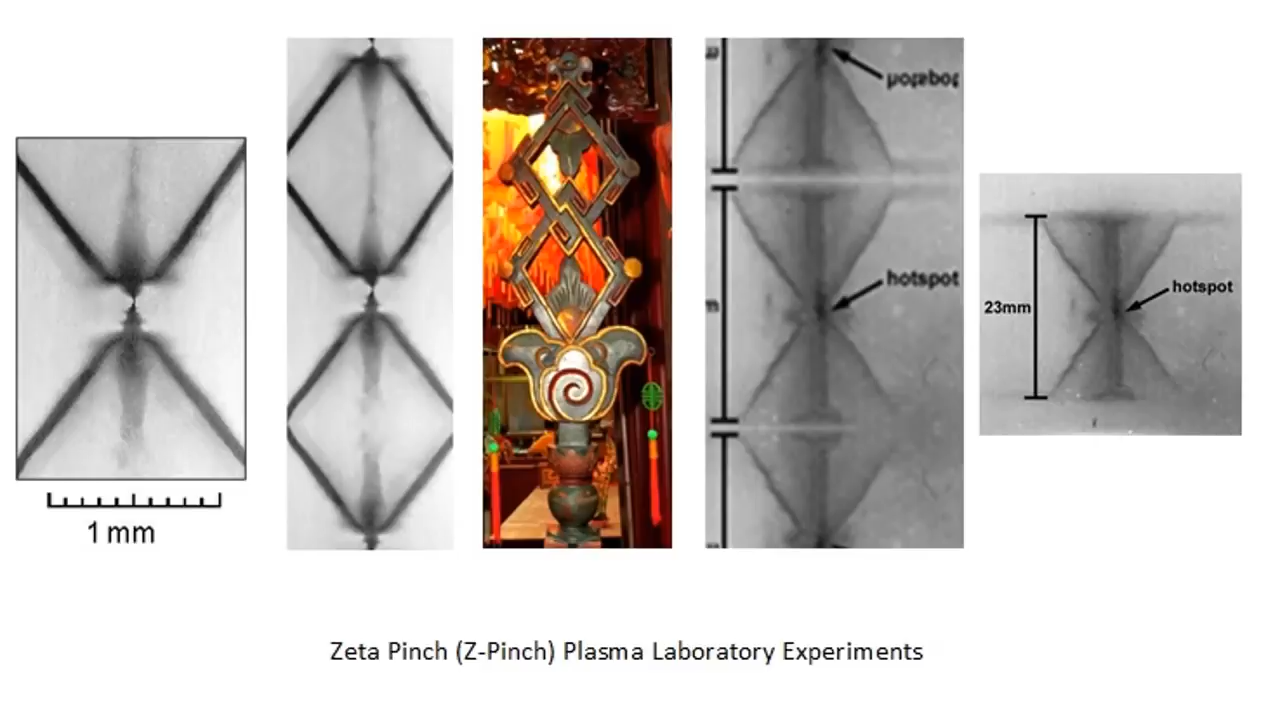 1 mm
hotspot
hotspot
23mm
hotspot
Zeta Pinch (Z-Pinch) Plasma Laboratory Experiments